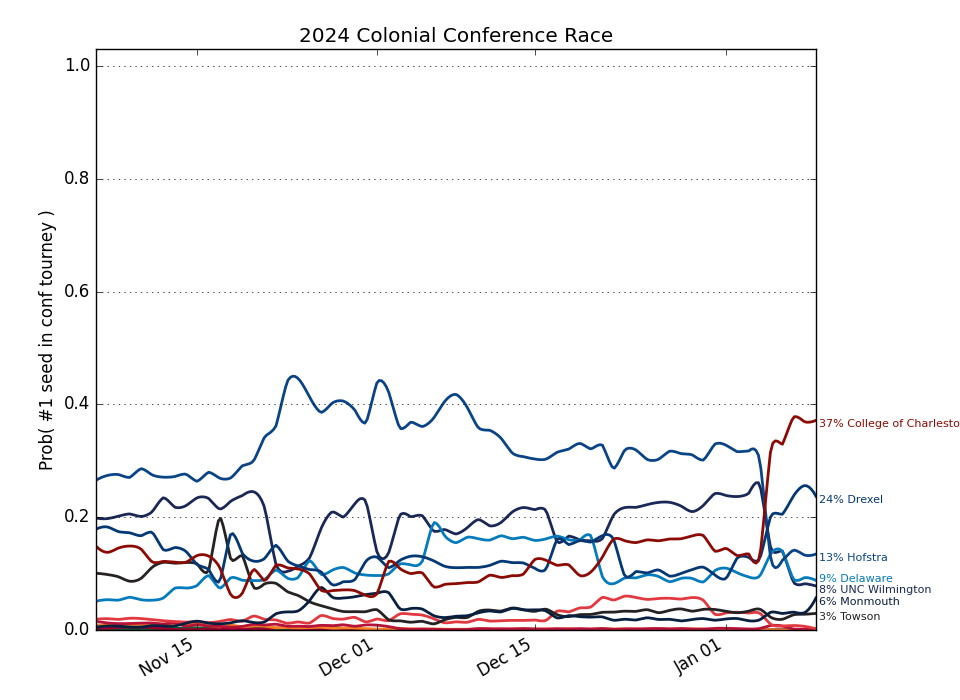 2024 Colonial Conference Race
Prob( #1 seed in conf tourney )
1.0
0.8
0.6
0.4
0.2
0.0
Nov 15
Dec 01
Dec 15
Jan 01
37% College of Charlesto
24% Drexel
13% Hofstra
9% Delaware
8% UNC Wilmington
6% Monmouth
3% Towson